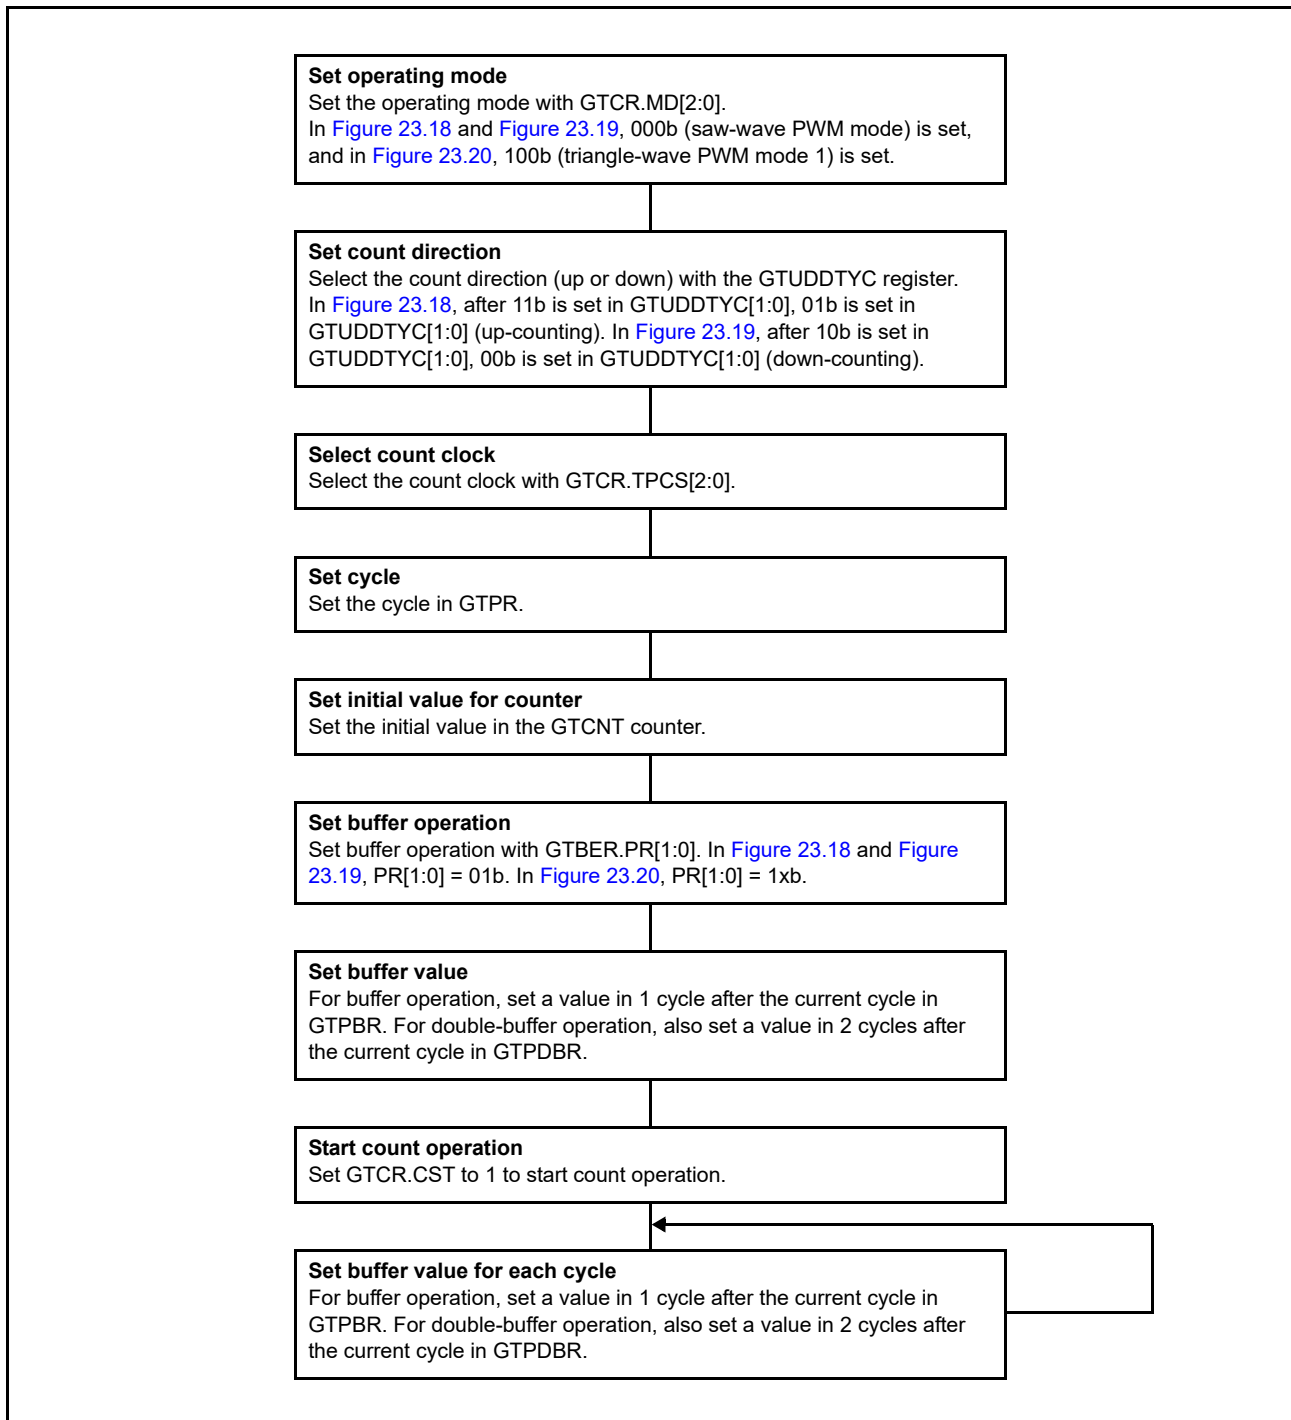 Set operating mode
Set the operating mode with GTCR.MD[2:0].
In Figure 23.18 and Figure 23.19, 000b (saw-wave PWM mode) is set,
and in Figure 23.20, 100b (triangle-wave PWM mode 1) is set.
Set count direction
Select the count direction (up or down) with the GTUDDTYC register.
In Figure 23.18, after 11b is set in GTUDDTYC[1:0], 01b is set in
GTUDDTYC[1:0] (up-counting). In Figure 23.19, after 10b is set in
GTUDDTYC[1:0], 00b is set in GTUDDTYC[1:0] (down-counting).
Select count clock
Select the count clock with GTCR.TPCS[2:0].
Set cycle
Set the cycle in GTPR.
Set initial value for counter
Set the initial value in the GTCNT counter.
Set buffer operation
Set buffer operation with GTBER.PR[1:0]. In Figure 23.18 and Figure
23.19, PR[1:0] = 01b. In Figure 23.20, PR[1:0] = 1xb.
Set buffer value
For buffer operation, set a value in 1 cycle after the current cycle in
GTPBR. For double-buffer operation, also set a value in 2 cycles after
the current cycle in GTPDBR.
Start count operation
Set GTCR.CST to 1 to start count operation.
Set buffer value for each cycle
For buffer operation, set a value in 1 cycle after the current cycle in
GTPBR. For double-buffer operation, also set a value in 2 cycles after
the current cycle in GTPDBR.